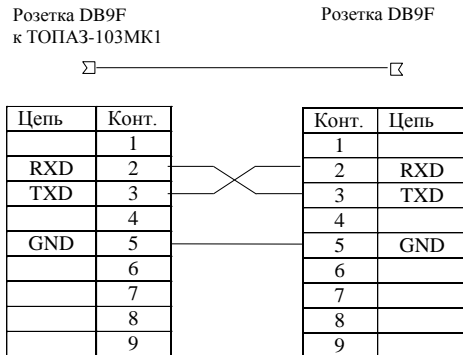 Розетка DB9F
к ТОПАЗ-103МК1
Розетка DB9F
Цепь Конт.
1
RXD 2
TXD 3
4
GND 5
6
7
8
9
Конт. Цепь
1
2 RXD
3 TXD
4
5 GND
6
7
8
9